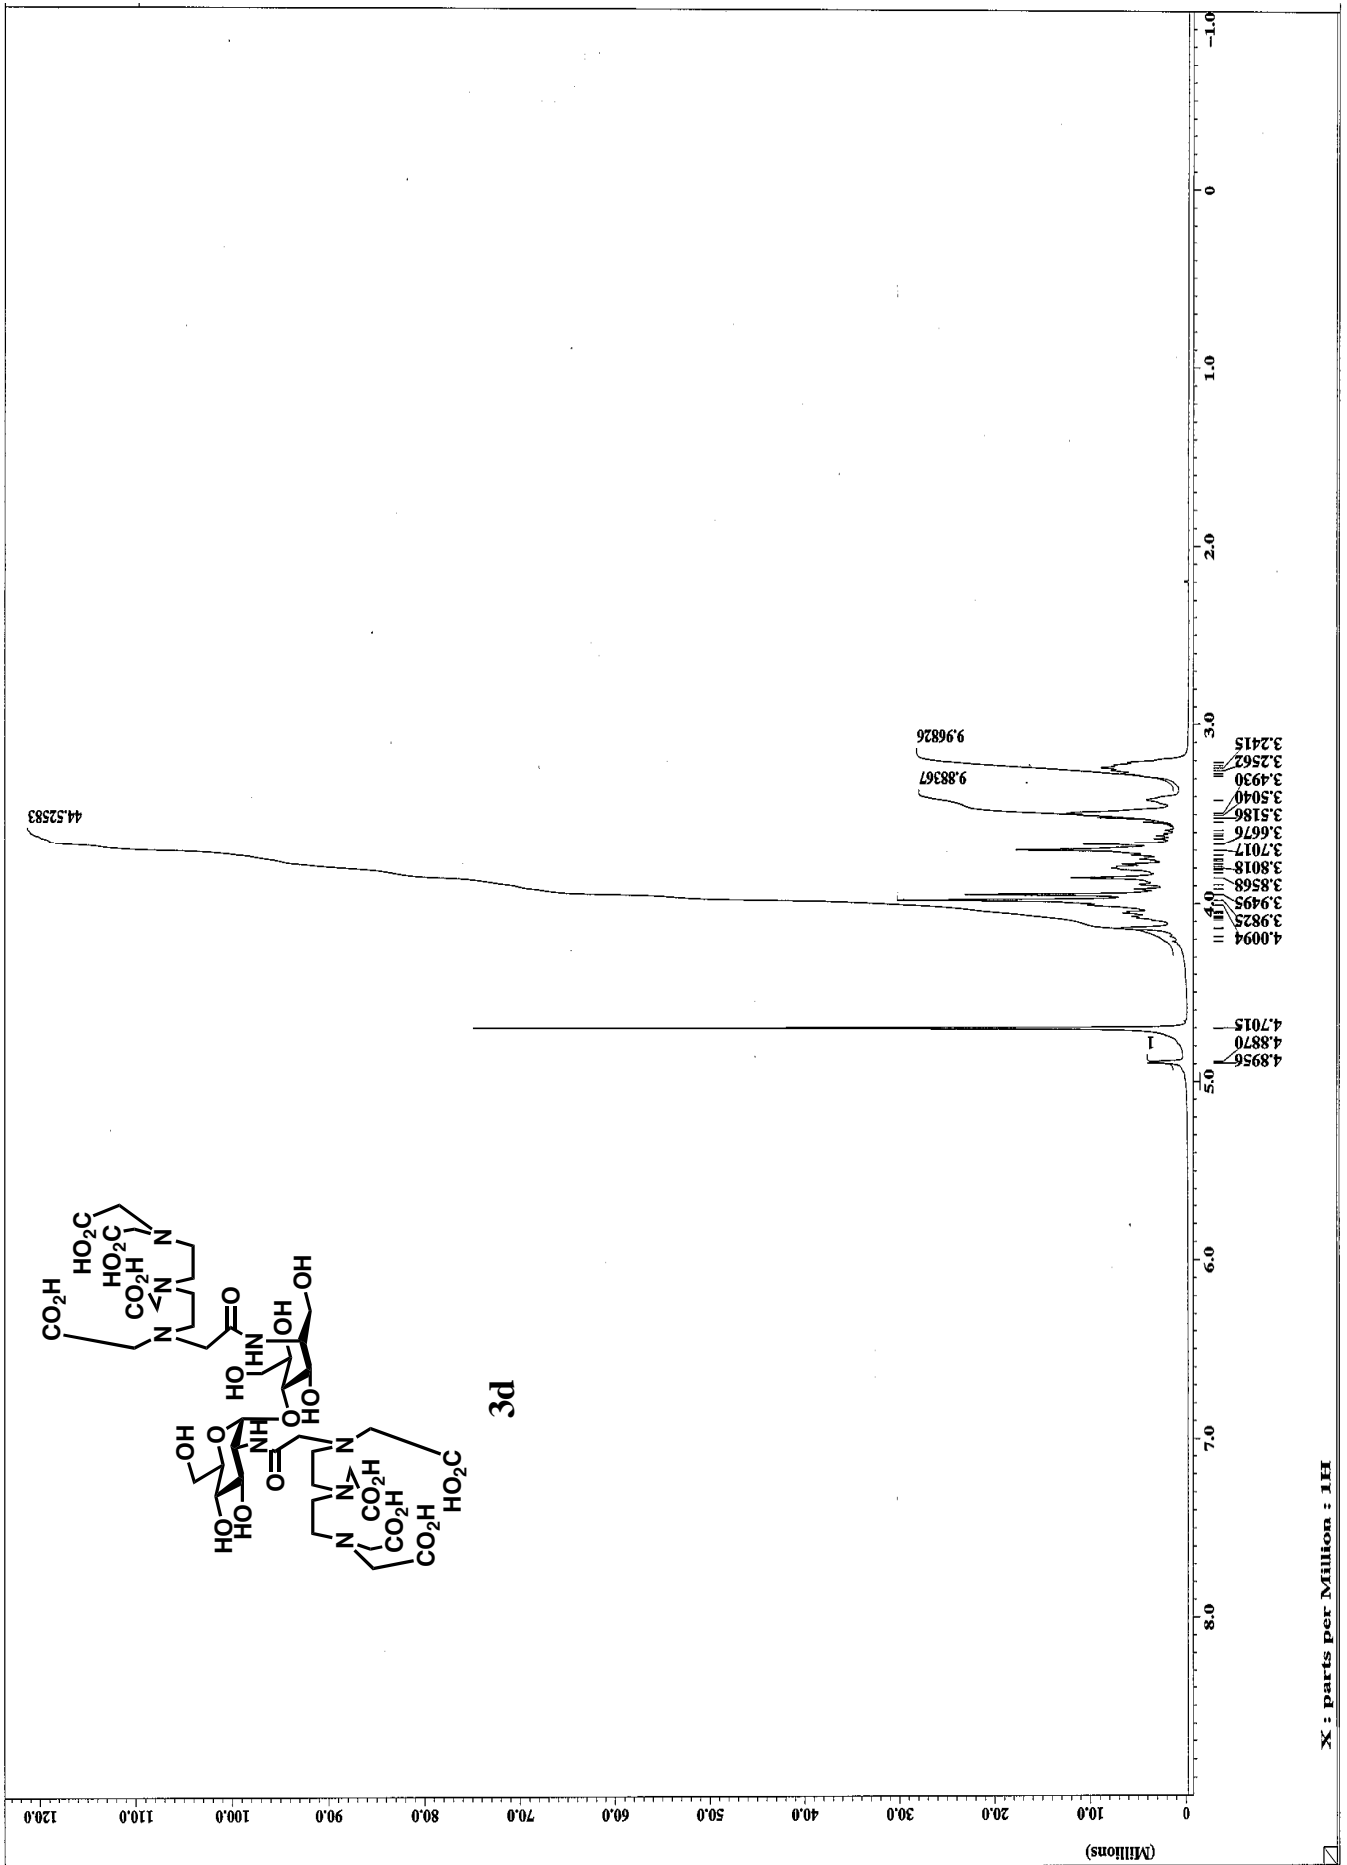 (Millions)
120.0
110.0
100.0
90.0
80.0
70.0
60.0
50.0
40.0
30.0
20.0
10.0
0
44.52583
9.88367
9.96826
1
8.0
7.0
6.0
5.0
4.0
3.0
2.0
1.0
0
-1.0
4.8956
4.8870
4.7015
4.0094
3.9825
3.9495
3.8568
3.8018
3.7017
3.6676
3.5186
3.5040
3.4930
3.2562
3.2415
X : parts per Million : 1H
CO₂H
HO₂C
HO₂C
CO₂H
N
N
N
O
HN
HO
OH
OH
HO
O
OH
O
HO
HO
NH
O
N
N
N
CO₂H
CO₂H
CO₂H
HO₂C
3d